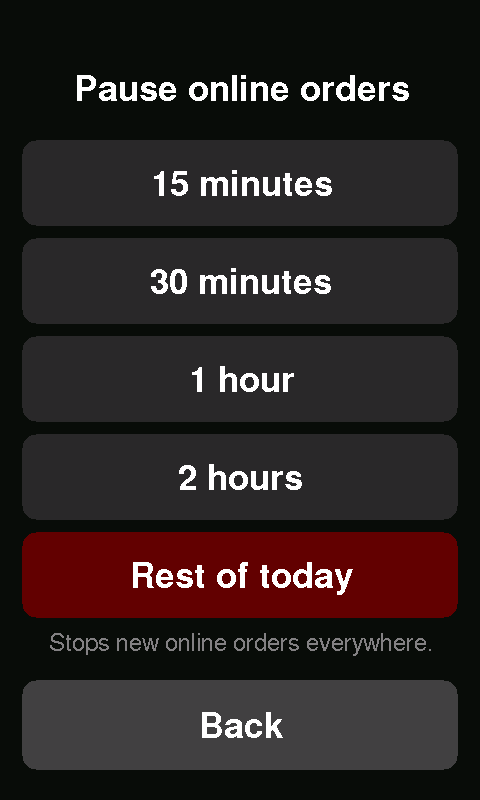 Pause online orders
15 minutes
30 minutes
1 hour
2 hours
Rest of today
Stops new online orders everywhere.
Back